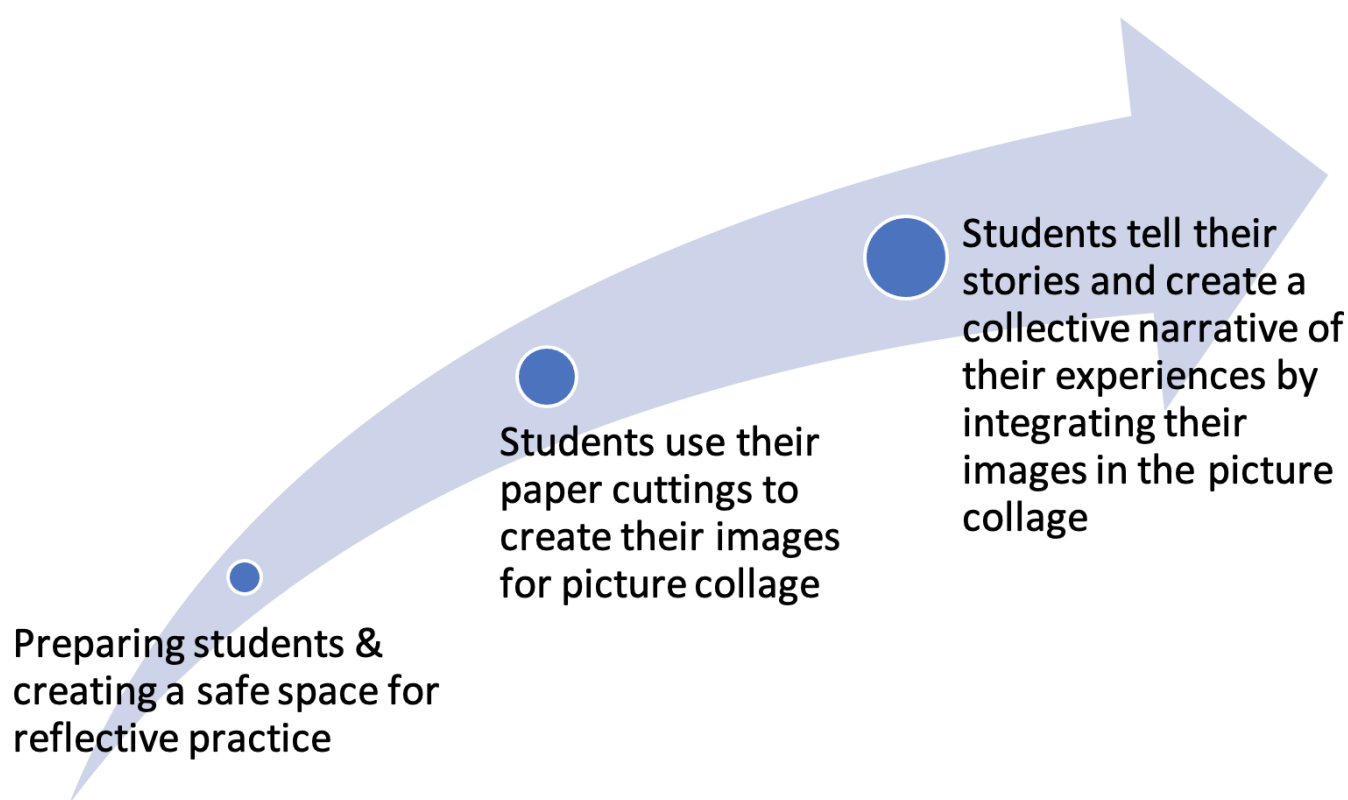 Preparing students &
creating a safe space for
reflective practice
Students use their
paper cuttings to
create their images
for picture collage
Students tell their
stories and create a
collective narrative of
their experiences by
integrating their
images in the picture
collage